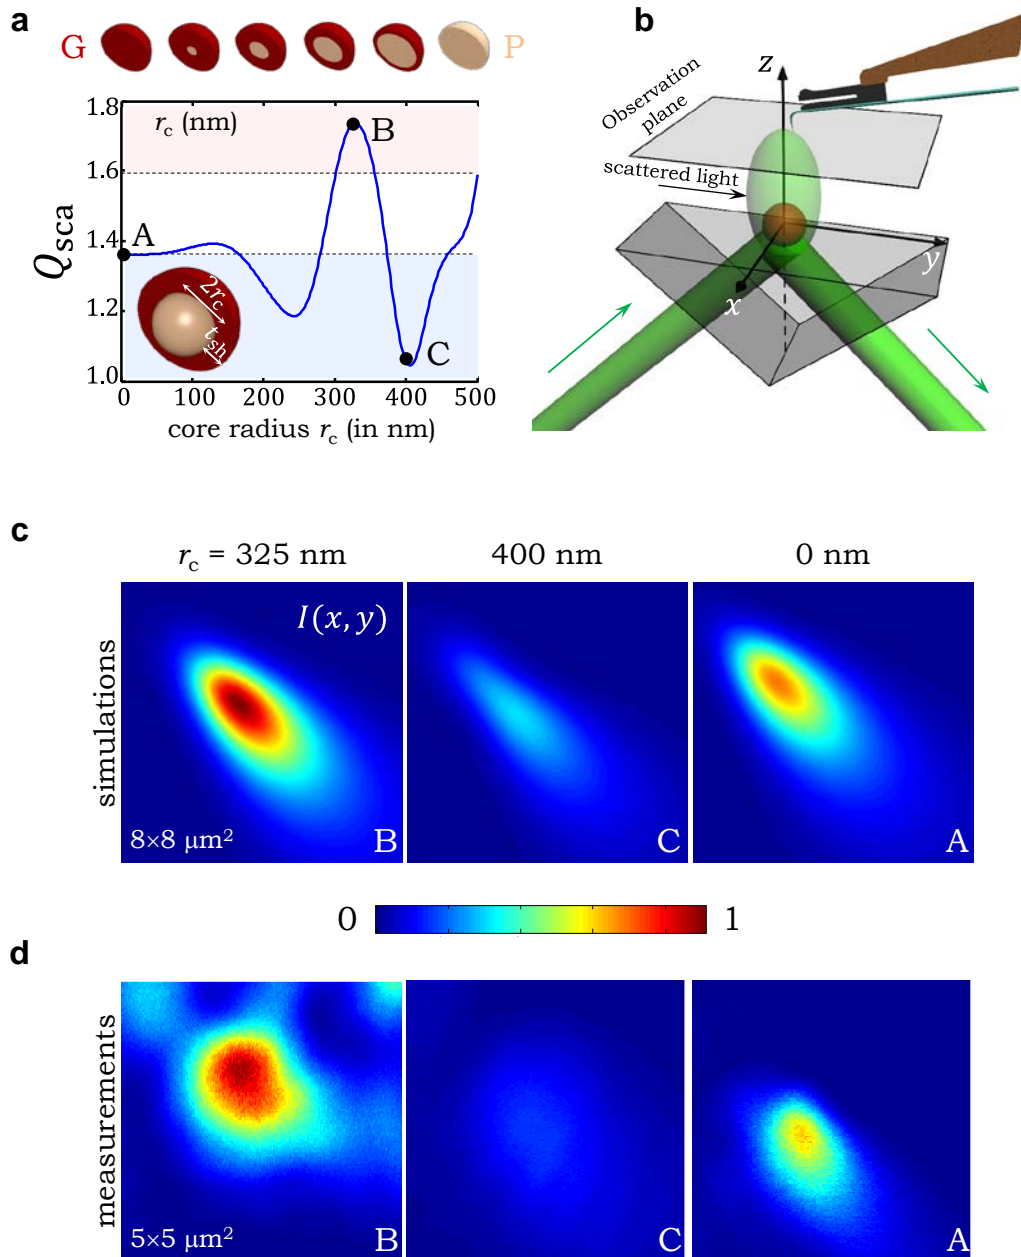 a
G
P
1.8
1.6
1.4
1.2
1.0
Qsca
r_c (nm)
A
B
C
2r_c
t_sh
0 100 200 300 400 500
core radius r_c (in nm)
b
z
Observation
plane
scattered light
x
y
c
r_c = 325 nm 400 nm 0 nm
simulations
I(x, y)
8×8 μm²
B
C
A
0 1
d
measurements
5×5 μm²
B
C
A